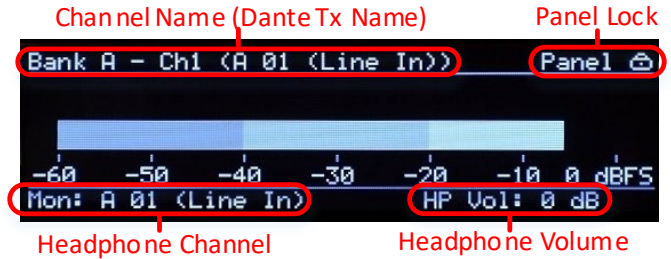 Channel Name (Dante Tx Name) Panel Lock
Bank A - Ch1 (A 01 (Line In)) Panel
-60 -50 -40 -30 -20 -10 0 dBFS
Mon: A 01 (Line In) HP Vol: 0 dB
Headphone Channel Headphone Volume